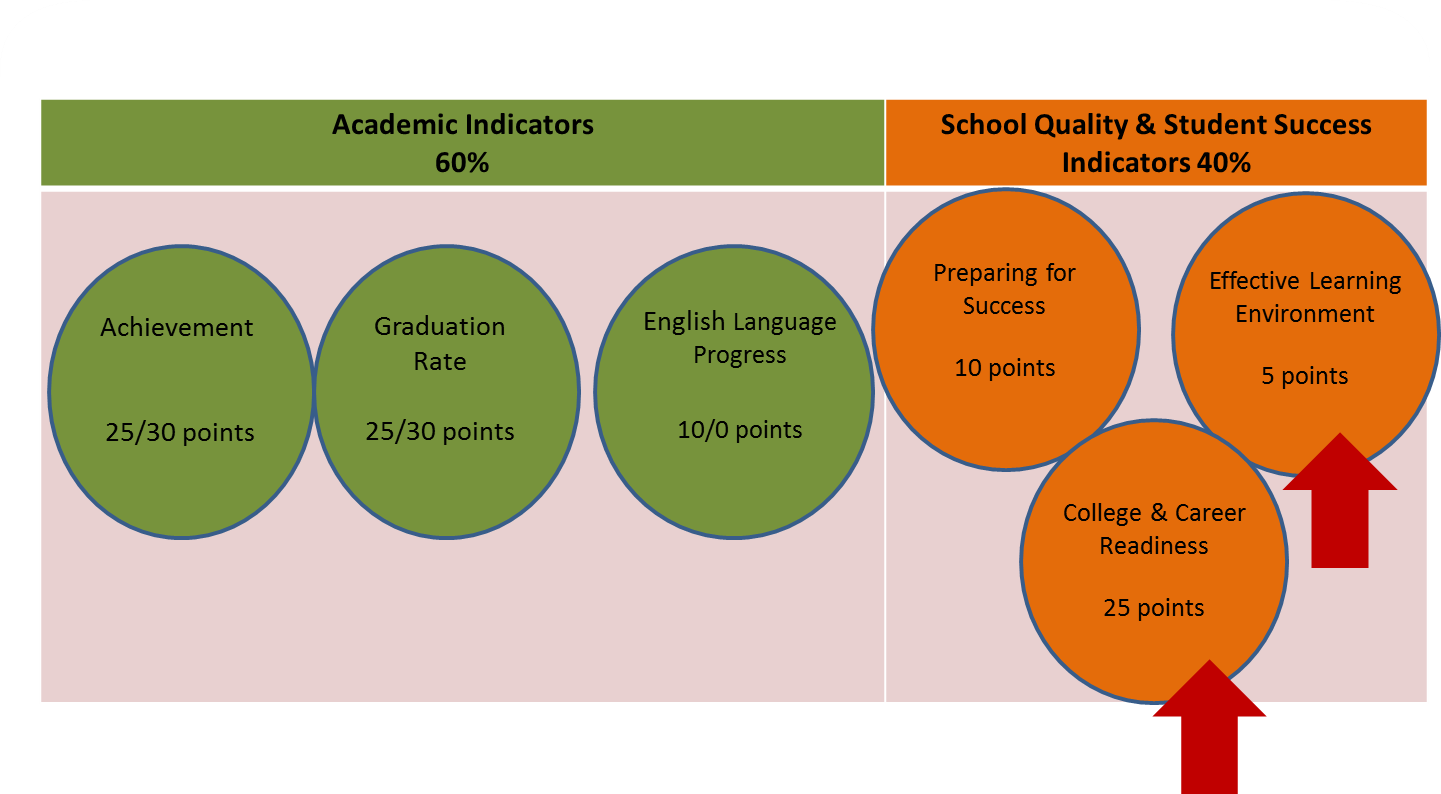 Academic Indicators
60%
School Quality & Student Success
Indicators 40%
Achievement
25/30 points
Graduation
Rate
25/30 points
English Language
Progress
10/0 points
Preparing for
Success
10 points
Effective Learning
Environment
5 points
College & Career
Readiness
25 points